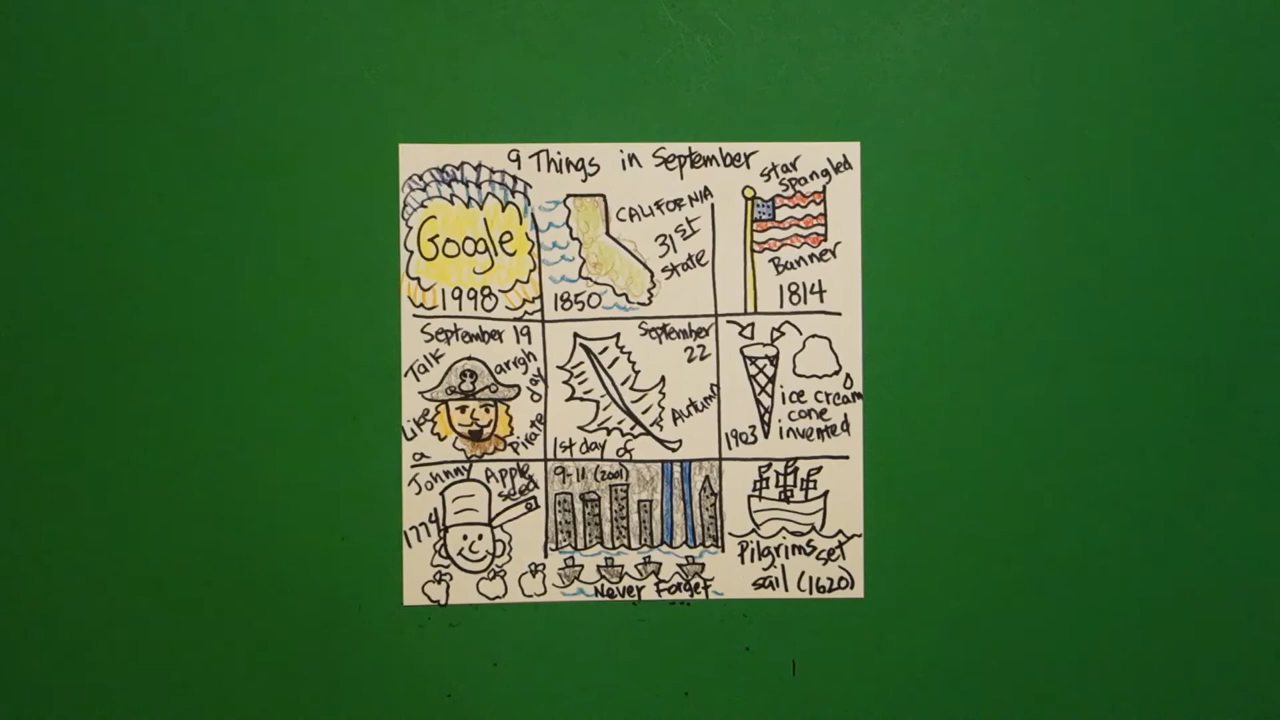 9 Things in September
Google
1998
CALIFORNIA
31st
State
1850
Star
Spangled
Banner
1814
September 19
Talk
Like
a
Pirate
day
arrgh
September
22
1st day of
Autumn
ice cream
cone
invented
1903
Johnny Apple
seed
1774
9-11 (2001)
Never Forget
Pilgrims set
sail (1620)